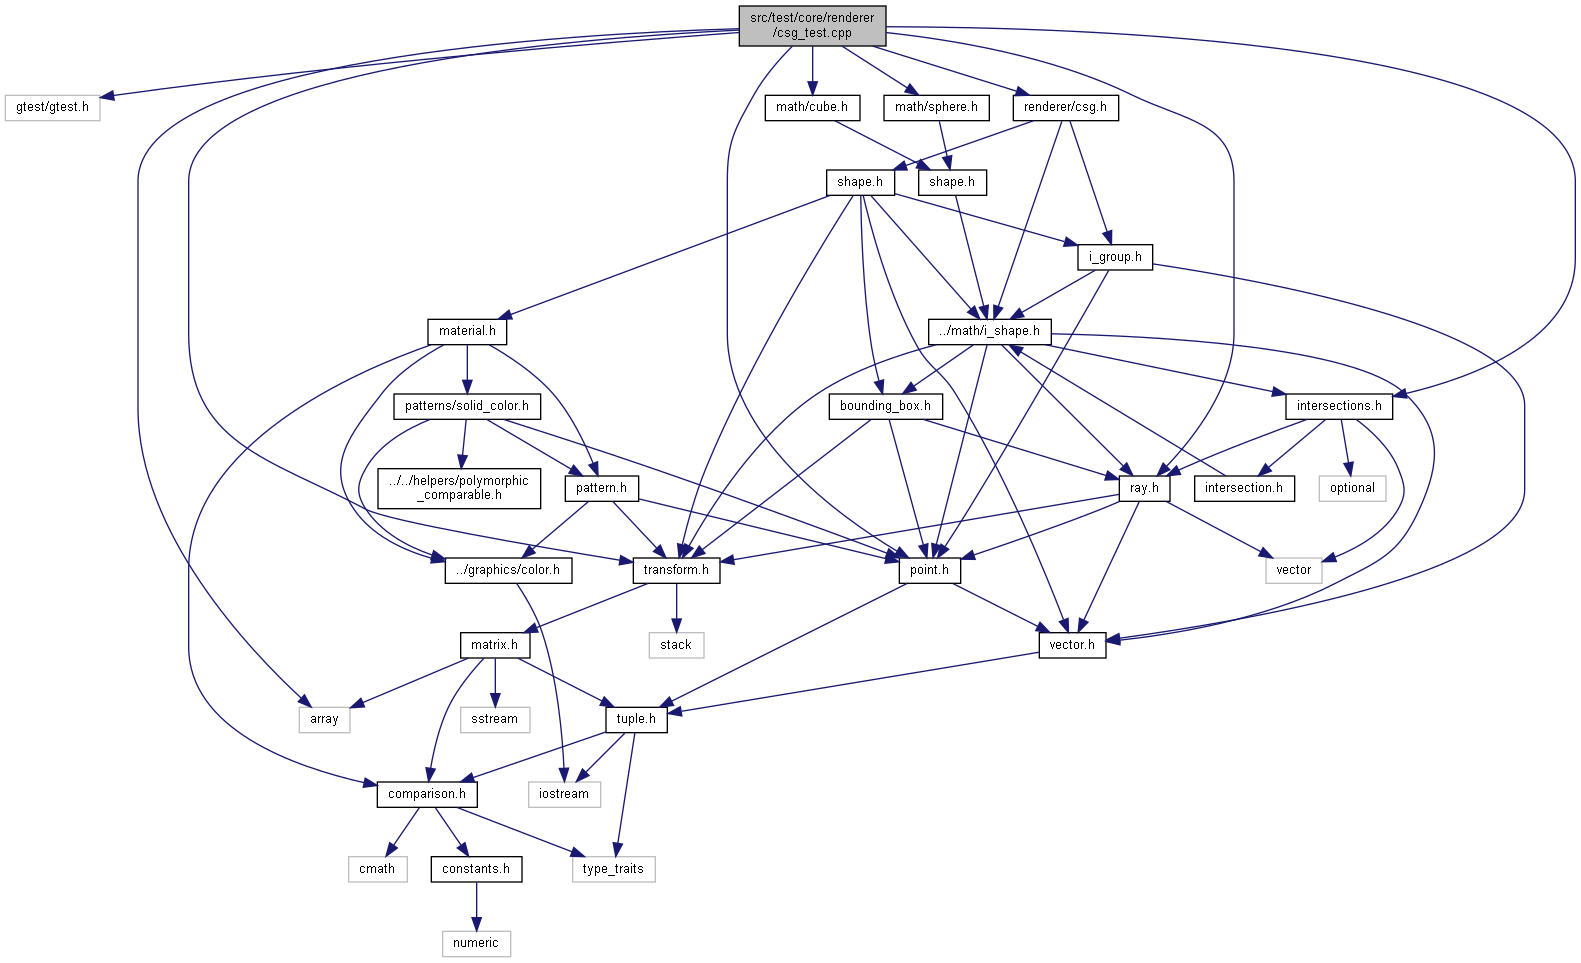 src/test/core/renderer
/csg_test.cpp
gtest/gtest.h
math/cube.h
math/sphere.h
renderer/csg.h
shape.h
shape.h
i_group.h
material.h
../math/i_shape.h
patterns/solid_color.h
bounding_box.h
intersections.h
../../helpers/polymorphic
_comparable.h
pattern.h
ray.h
intersection.h
optional
../graphics/color.h
transform.h
point.h
vector
matrix.h
stack
vector.h
array
sstream
tuple.h
comparison.h
iostream
cmath
constants.h
type_traits
numeric